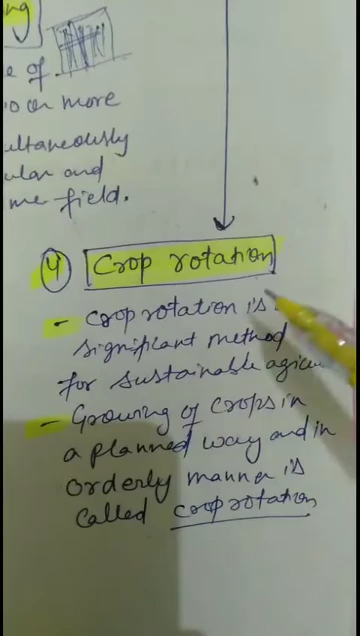 ng
e of
o or more
ultaneously
ular and
me field.
4 Crop rotation
- Crop rotation is
significant method
for sustainable agicu
- Growing of crops in
a planned way and in
orderly manner is
called crop rotation